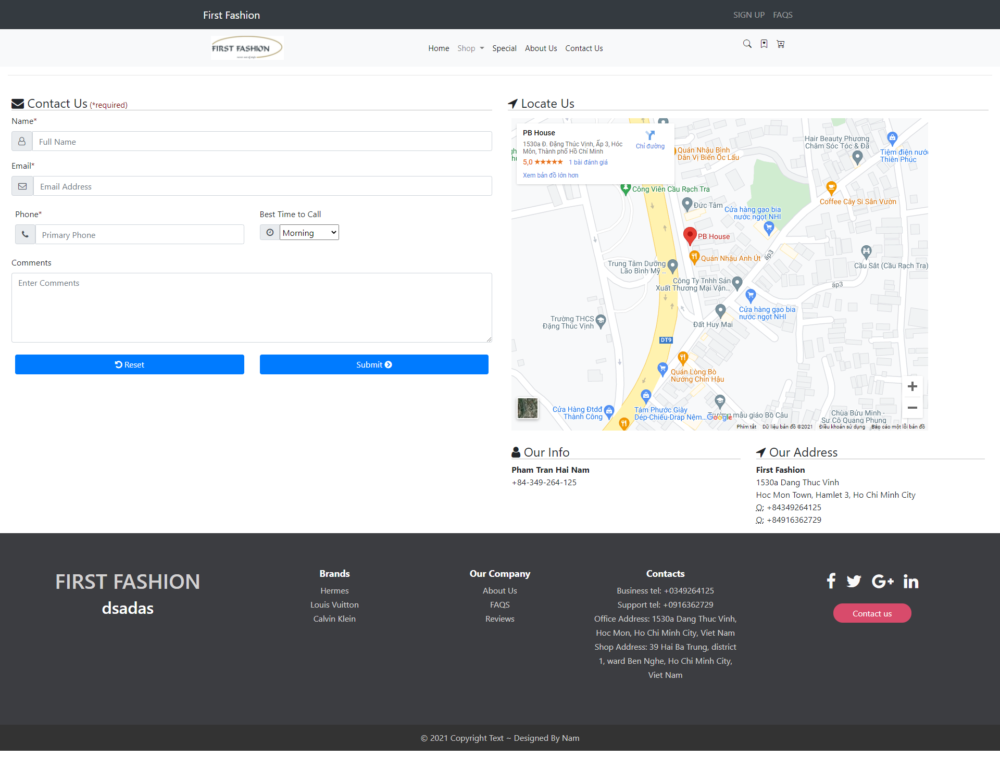 First Fashion
SIGN UP FAQS
FIRST FASHION
Home Shop Special About Us Contact Us
Contact Us (*required)
Name*
Full Name
Email*
Email Address
Phone*
Best Time to Call
Primary Phone
Morning
Comments
Enter Comments
Reset
Submit
Locate Us
PB House
1530a Đ. Đặng Thúc Vịnh, Ấp 3, Hóc
Môn, Thành phố Hồ Chí Minh
5,0 ★★★★★ 1 bài đánh giá
Xem bản đồ lớn hơn
Chỉ đường
Quán Nhậu Bình
Dân Vị Biển Ốc Lẩu
Hair Beauty Phương
Chăm Sóc Tóc & Đã
Tiệm điện nước
Thiên Phúc
Công Viên Cầu Rạch Tra
Đức Tâm
Coffee Cây Si Sân Vườn
Cửa hàng gạo bia
nước ngọt NHI
PB House
Quán Nhậu Anh Út
ấp3
Trung Tâm Dưỡng
Lão Bình Mỹ ..
Cầu Sắt (Cầu Rạch Tra)
Công Ty Tnhh Sản
Xuất Thương Mại Vận...
ấp3
Cửa hàng gạo bia
nước ngọt NHI
Trường THCS
Đặng Thúc Vịnh
Đất Huy Mai
DT9
Quán Lòng Bò
Nướng Chín Hậu
Cửa Hàng Đtdđ
Thành Công
Tám Phước Giày
Dép-Chiếu-Drap Nệm...
Trường mẫu giáo Bồ Câu
Chùa Bửu Minh -
Sư Cô Quang Phụng
Google
Phím tắt Dữ liệu bản đồ ©2021 Điều khoản sử dụng Báo cáo một lỗi bản đồ
Our Info
Pham Tran Hai Nam
+84-349-264-125
Our Address
First Fashion
1530a Dang Thuc Vinh
Hoc Mon Town, Hamlet 3, Ho Chi Minh City
O: +84349264125
O: +84916362729
FIRST FASHION
dsadas
Brands
Hermes
Louis Vuitton
Calvin Klein
Our Company
About Us
FAQS
Reviews
Contacts
Business tel: +0349264125
Support tel: +0916362729
Office Address: 1530a Dang Thuc Vinh,
Hoc Mon, Ho Chi Minh City, Viet Nam
Shop Address: 39 Hai Ba Trung, district
1, ward Ben Nghe, Ho Chi Minh City,
Viet Nam
Contact us
© 2021 Copyright Text ~ Designed By Nam